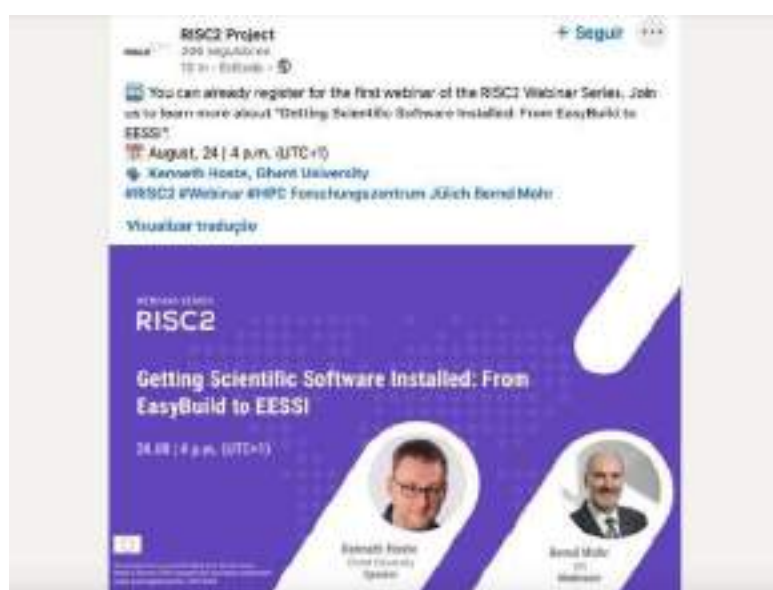 RISC2 Project
+ Seguir ...
You can already register for the first webinar of the RISC2 Webinar Series. Join
us to learn more about "Getting Scientific Software Installed: From EasyBuild to
EESSI".
August, 24 | 4 p.m. (UTC+1)
Kenneth Hoste, Ghent University
#RISC2 #Webinar #HPC Forschungszentrum Jülich Bernd Mohr
Visualizar tradução
WEBINAR SERIES
RISC2
Getting Scientific Software Installed: From
EasyBuild to EESSI
24.08 | 4 p.m. (UTC+1)
Kenneth Hoste
Ghent University
Speaker
Bernd Mohr
Moderator